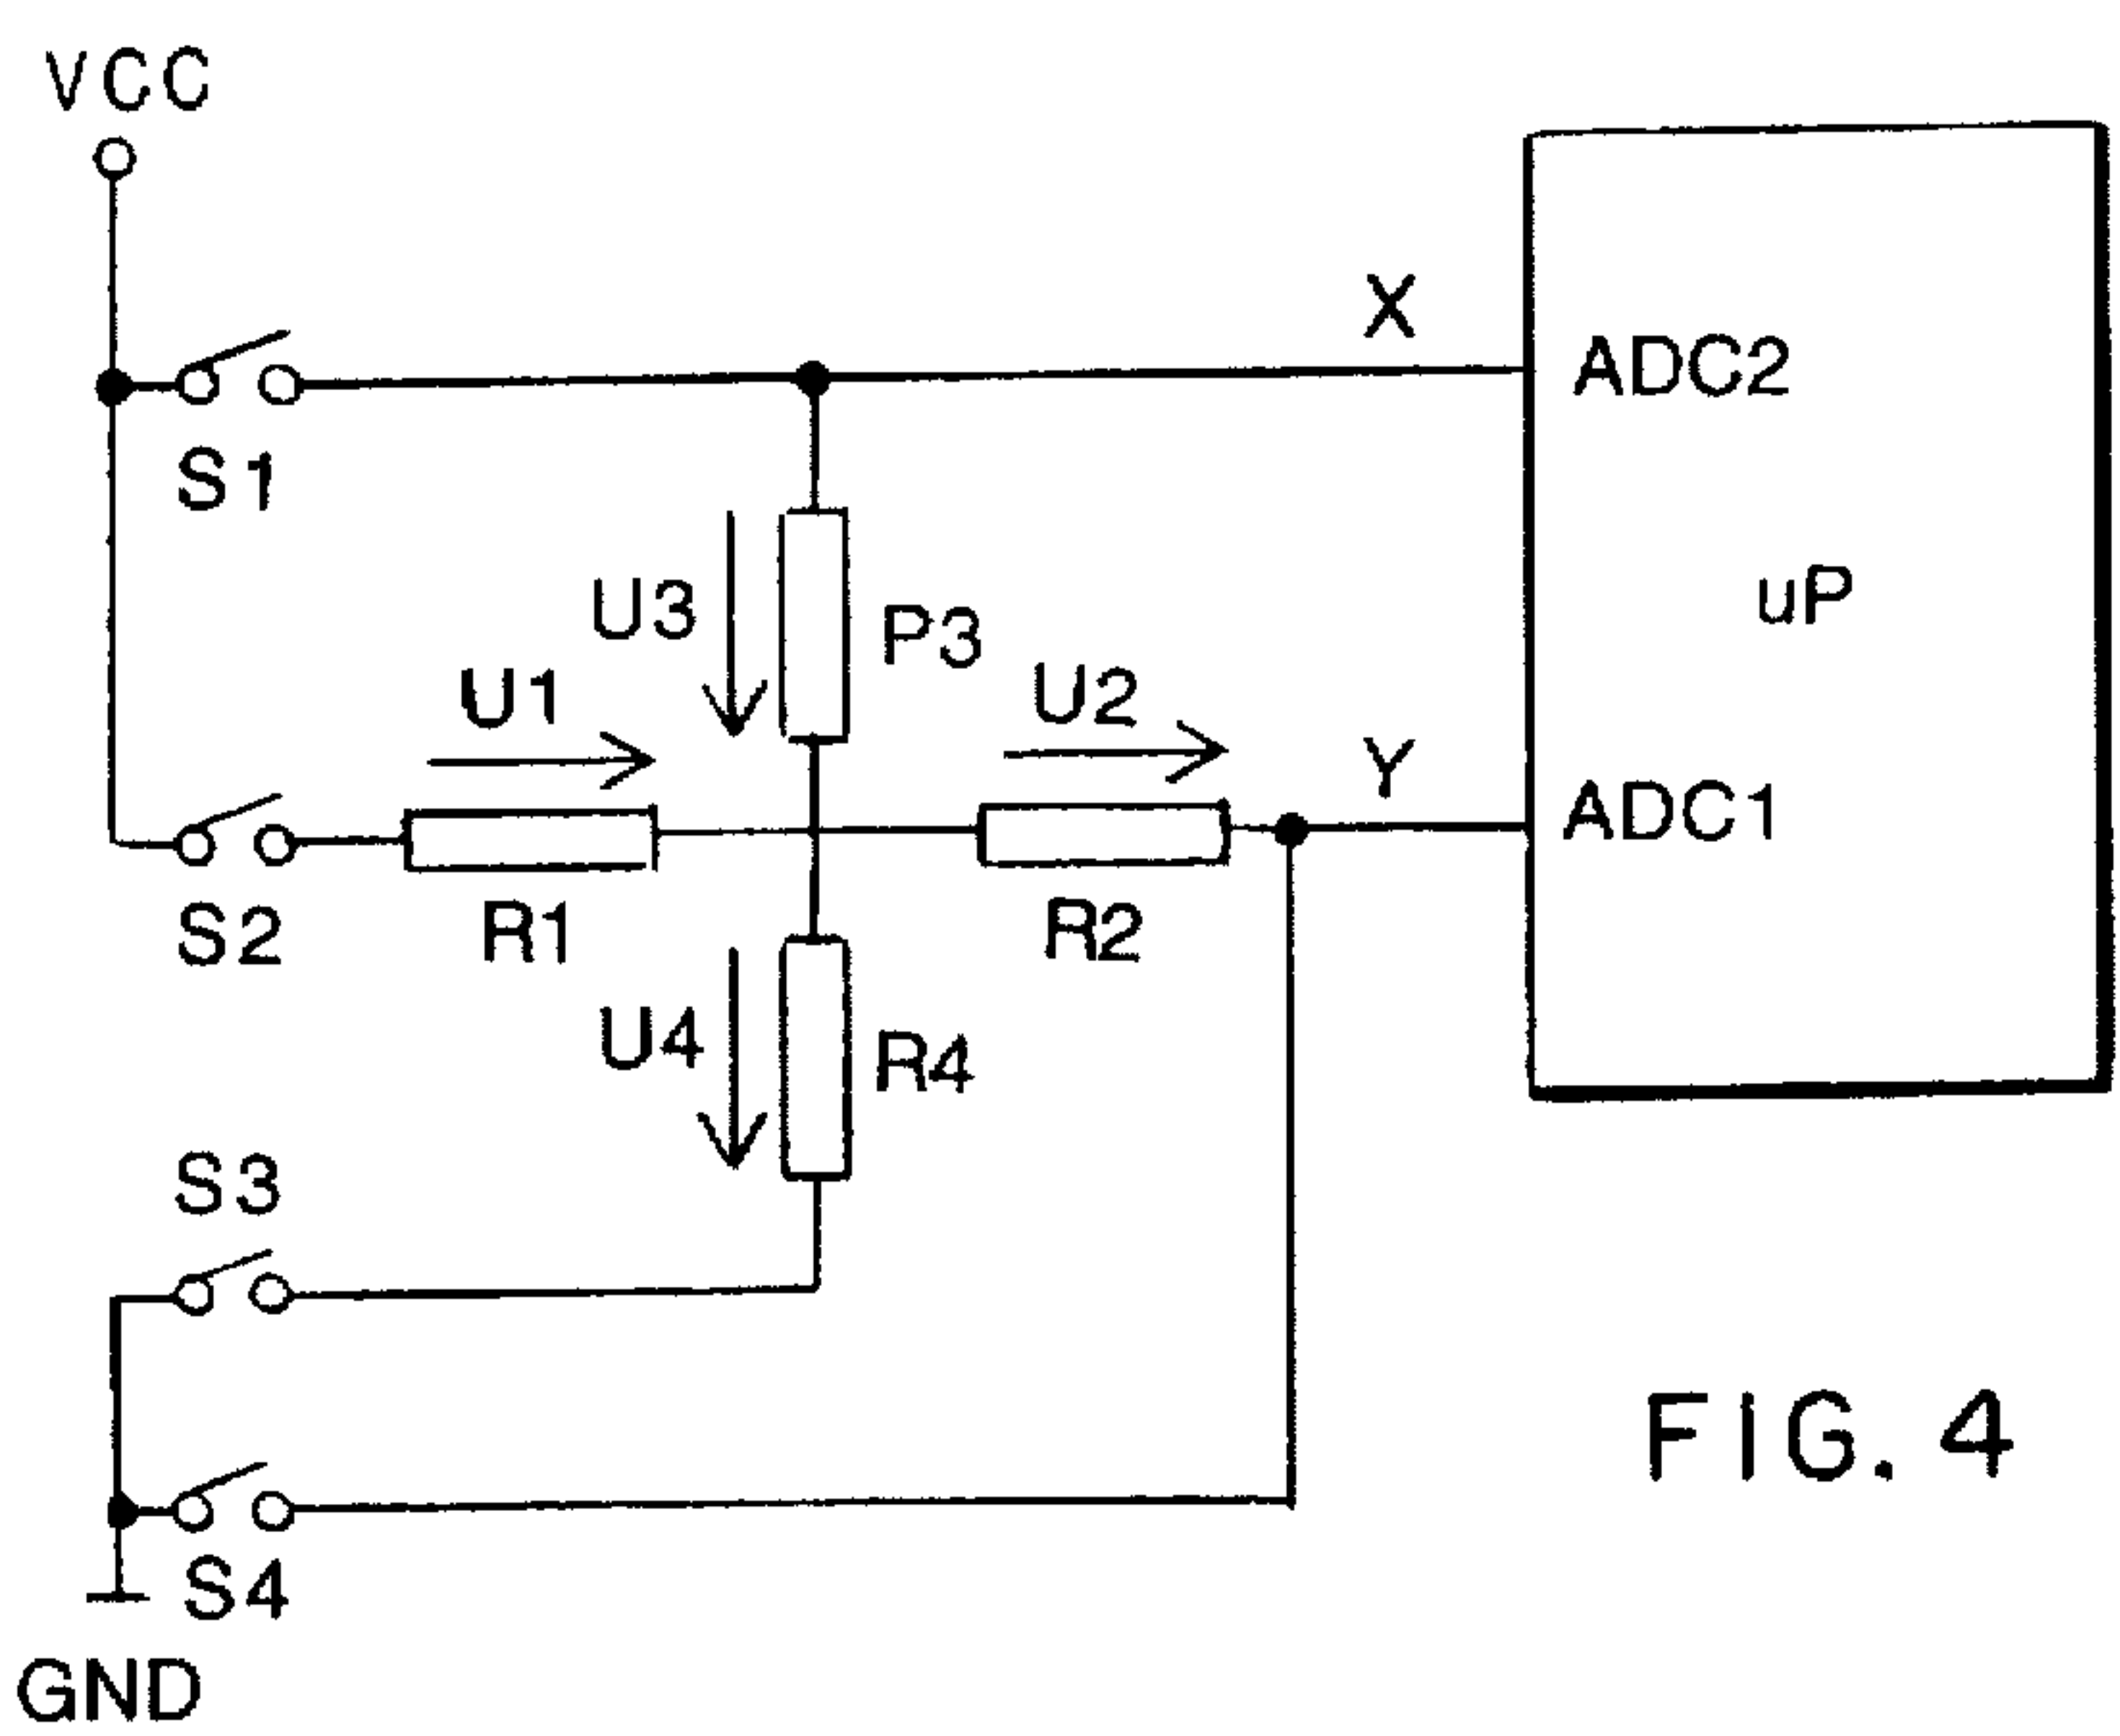 VCC
X
ADC2
S1
uP
U3
P3
U1
U2
Y
ADC1
S2
R1
R2
U4
R4
S3
FIG. 4
S4
GND